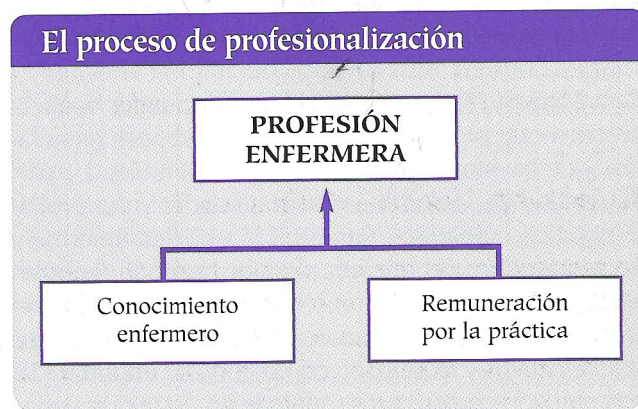 El proceso de profesionalización
PROFESIÓN
ENFERMERA
Conocimiento
enfermero
Remuneración
por la práctica